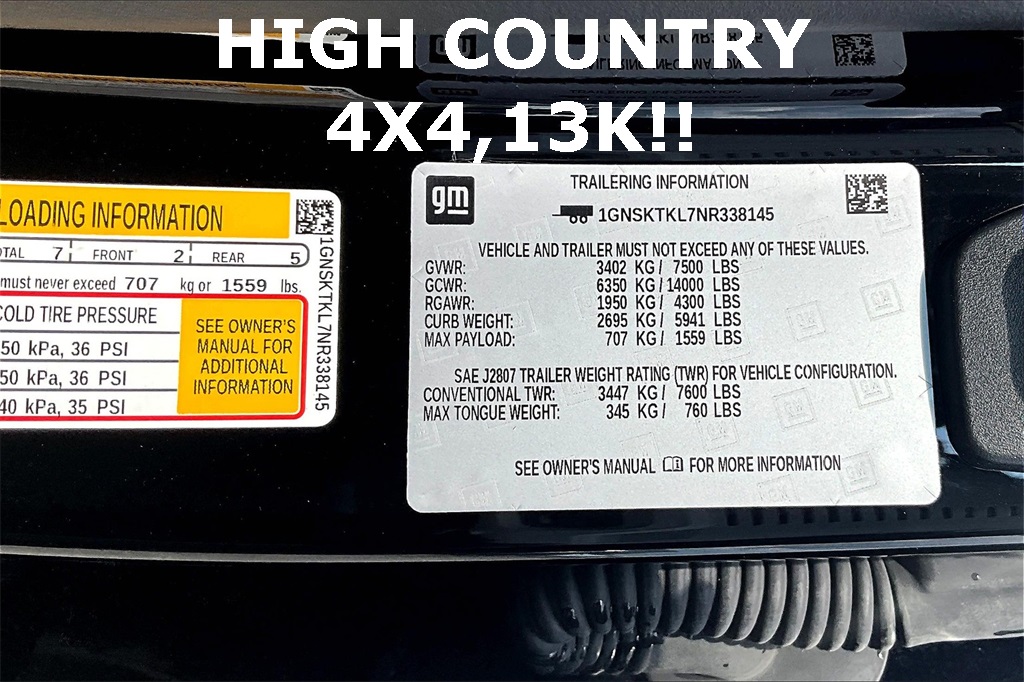 HIGH COUNTRY
4X4,13K!!
LOADING INFORMATION
7 FRONT 2 REAR 5
must never exceed 707 kg or 1559 lbs.
COLD TIRE PRESSURE
50 kPa, 36 PSI
50 kPa, 36 PSI
40 kPa, 35 PSI
SEE OWNER'S
MANUAL FOR
ADDITIONAL
INFORMATION
1GNSKTKL7NR338145
gm
TRAILERING INFORMATION
1GNSKTKL7NR338145
VEHICLE AND TRAILER MUST NOT EXCEED ANY OF THESE VALUES.
GVWR: 3402 KG / 7500 LBS
GCWR: 6350 KG / 14000 LBS
RGAWR: 1950 KG / 4300 LBS
CURB WEIGHT: 2695 KG / 5941 LBS
MAX PAYLOAD: 707 KG / 1559 LBS
SAE J2807 TRAILER WEIGHT RATING (TWR) FOR VEHICLE CONFIGURATION.
CONVENTIONAL TWR: 3447 KG / 7600 LBS
MAX TONGUE WEIGHT: 345 KG / 760 LBS
SEE OWNER'S MANUAL FOR MORE INFORMATION